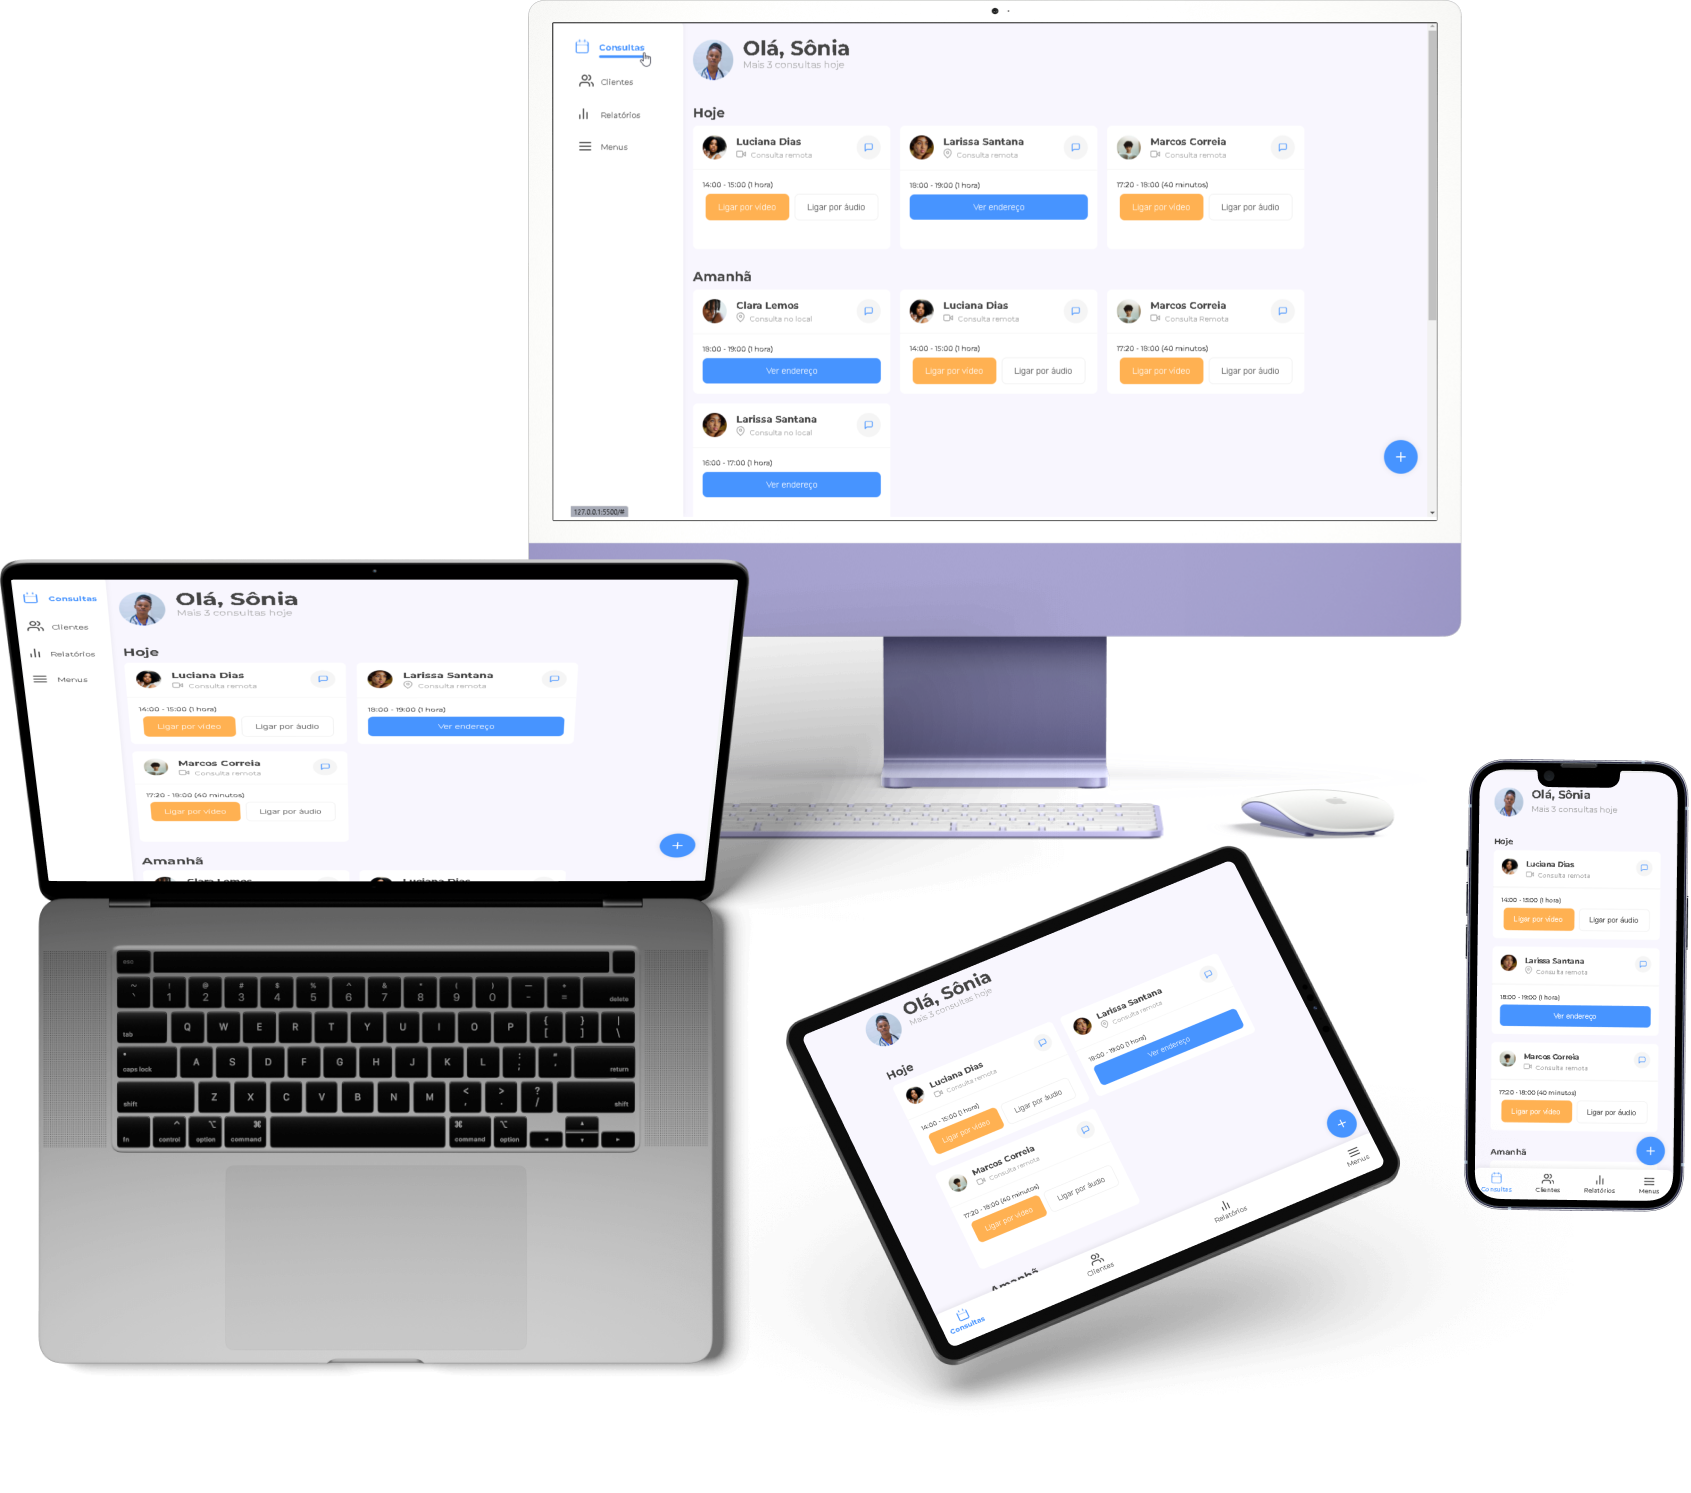 Consultas
Clientes
Relatórios
Menus
Olá, Sônia
Mais 3 consultas hoje
Hoje
Luciana Dias
Consulta remota
14:00 - 15:00 (1 hora)
Ligar por vídeo
Ligar por áudio
Larissa Santana
Consulta remota
18:00 - 19:00 (1 hora)
Ver endereço
Marcos Correia
Consulta remota
17:20 - 18:00 (40 minutos)
Ligar por vídeo
Ligar por áudio
Amanhã
Clara Lemos
Consulta no local
18:00 - 19:00 (1 hora)
Ver endereço
Luciana Dias
Consulta remota
14:00 - 15:00 (1 hora)
Ligar por vídeo
Ligar por áudio
Marcos Correia
Consulta Remota
17:20 - 18:00 (40 minutos)
Ligar por vídeo
Ligar por áudio
Larissa Santana
Consulta no local
16:00 - 17:00 (1 hora)
Ver endereço
127.0.0.1:5500/#
Consultas
Clientes
Relatórios
Menus
Olá, Sônia
Mais 3 consultas hoje
Hoje
Luciana Dias
Consulta remota
14:00 - 15:00 (1 hora)
Ligar por vídeo
Ligar por áudio
Larissa Santana
Consulta remota
18:00 - 19:00 (1 hora)
Ver endereço
Marcos Correia
Consulta remota
17:20 - 18:00 (40 minutos)
Ligar por vídeo
Ligar por áudio
Amanhã
Clara Lemos
Luciana Dias
esc
~ ! @ # $ % ^ & * ( ) — +
` 1 2 3 4 5 6 7 8 9 0 - = delete
tab Q W E R T Y U I O P { [ } ] | \
caps lock A S D F G H J K L : ; " ' return
shift Z X C V B N M < , > . ? / shift
fn control option command command option
Olá, Sônia
Mais 3 consultas hoje
Hoje
Luciana Dias
Consulta remota
14:00 - 15:00 (1 hora)
Ligar por vídeo
Ligar por áudio
Larissa Santana
Consulta remota
18:00 - 19:00 (1 hora)
Ver endereço
Marcos Correia
Consulta remota
17:20 - 18:00 (40 minutos)
Ligar por vídeo
Ligar por áudio
Amanhã
Consultas
Clientes
Relatórios
Menus
Olá, Sônia
Mais 3 consultas hoje
Hoje
Luciana Dias
Consulta remota
14:00 - 15:00 (1 hora)
Ligar por vídeo
Ligar por áudio
Larissa Santana
Consulta remota
18:00 - 19:00 (1 hora)
Ver endereço
Marcos Correia
Consulta remota
17:20 - 18:00 (40 minutos)
Ligar por vídeo
Ligar por áudio
Amanhã
Consultas
Clientes
Relatórios
Menus